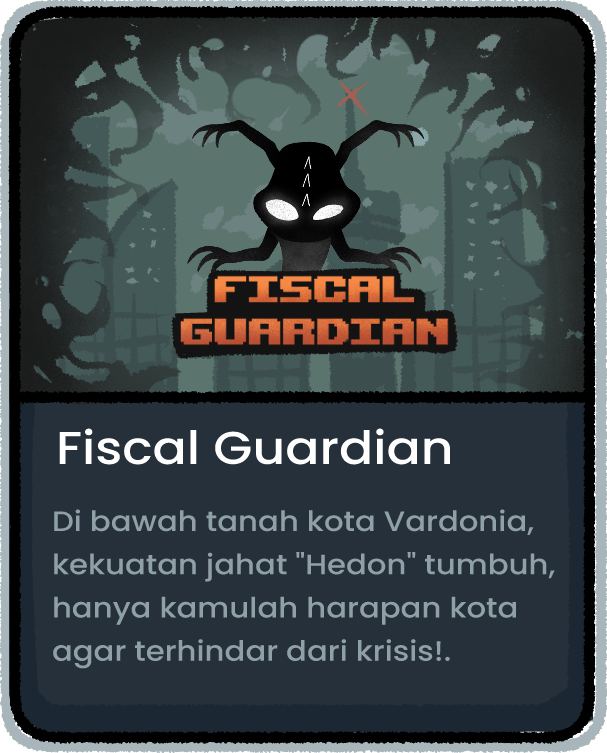 FISCAL
GUARDIAN
Fiscal Guardian
Di bawah tanah kota Vardonia,
kekuatan jahat "Hedon" tumbuh,
hanya kamulah harapan kota
agar terhindar dari krisis!.